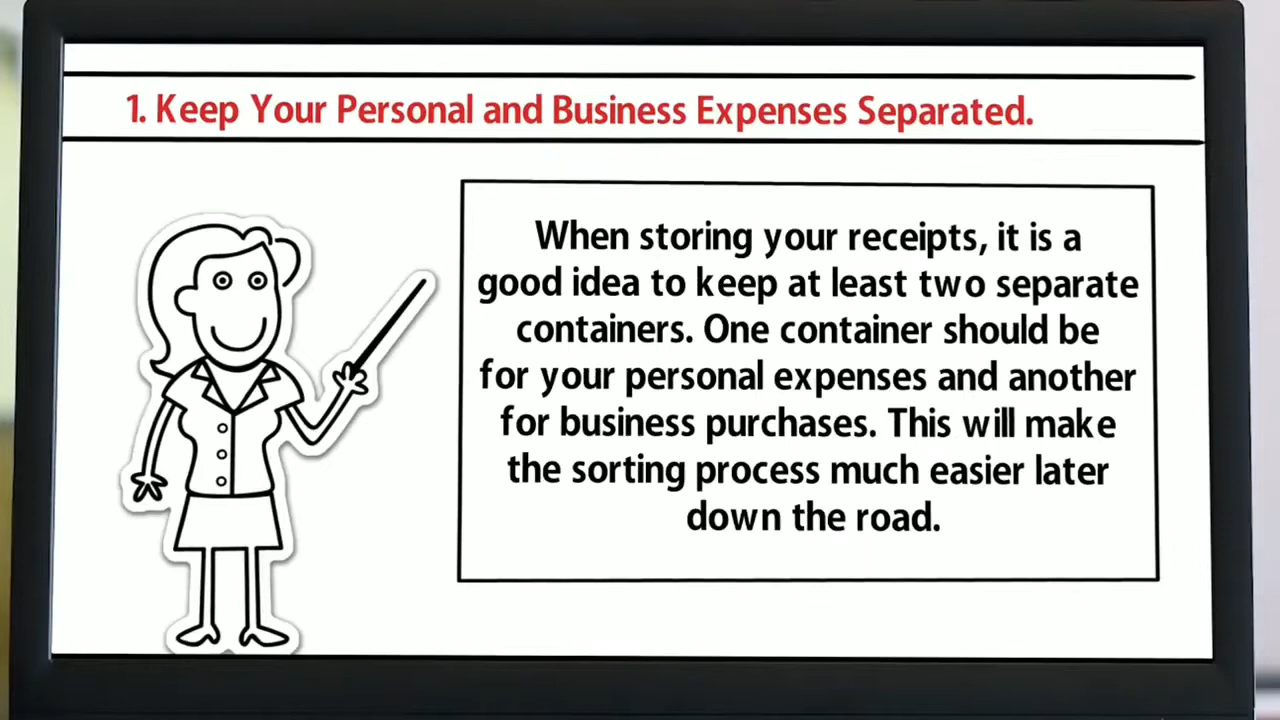 1. Keep Your Personal and Business Expenses Separated.
When storing your receipts, it is a
good idea to keep at least two separate
containers. One container should be
for your personal expenses and another
for business purchases. This will make
the sorting process much easier later
down the road.